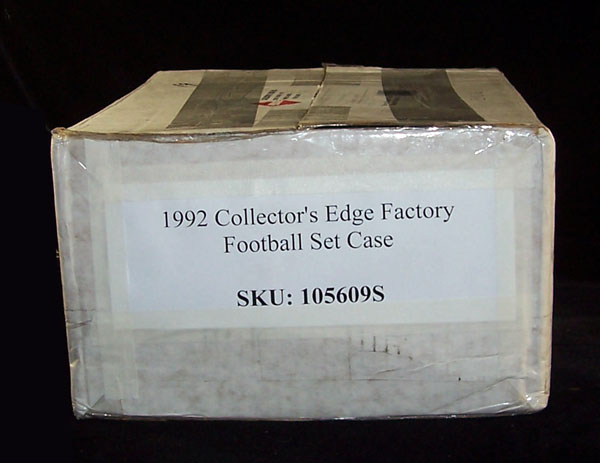 1992 Collector's Edge Factory
Football Set Case
SKU: 105609S